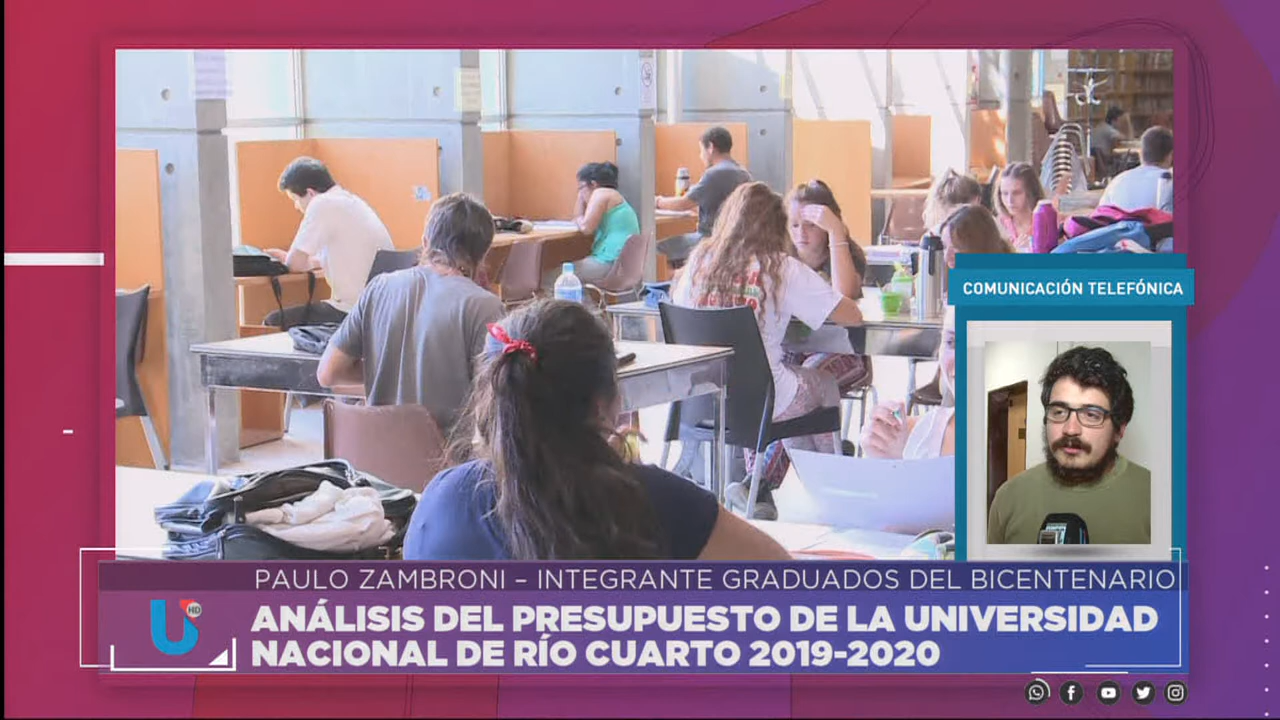 COMUNICACIÓN TELEFÓNICA
PAULO ZAMBRONI – INTEGRANTE GRADUADOS DEL BICENTENARIO
U HD
ANÁLISIS DEL PRESUPUESTO DE LA UNIVERSIDAD
NACIONAL DE RÍO CUARTO 2019-2020